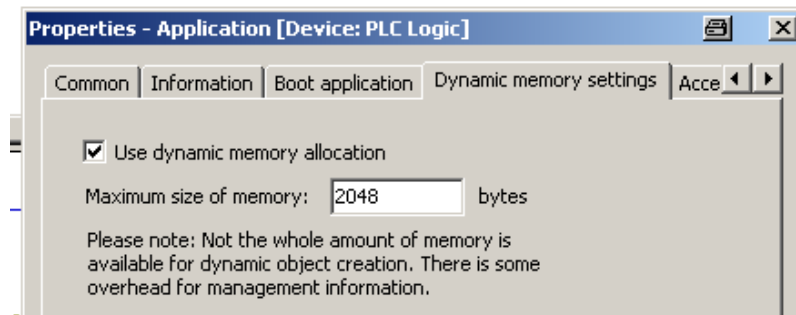 Properties - Application [Device: PLC Logic]
Common Information Boot application Dynamic memory settings Acce
Use dynamic memory allocation
Maximum size of memory: 2048 bytes
Please note: Not the whole amount of memory is
available for dynamic object creation. There is some
overhead for management information.